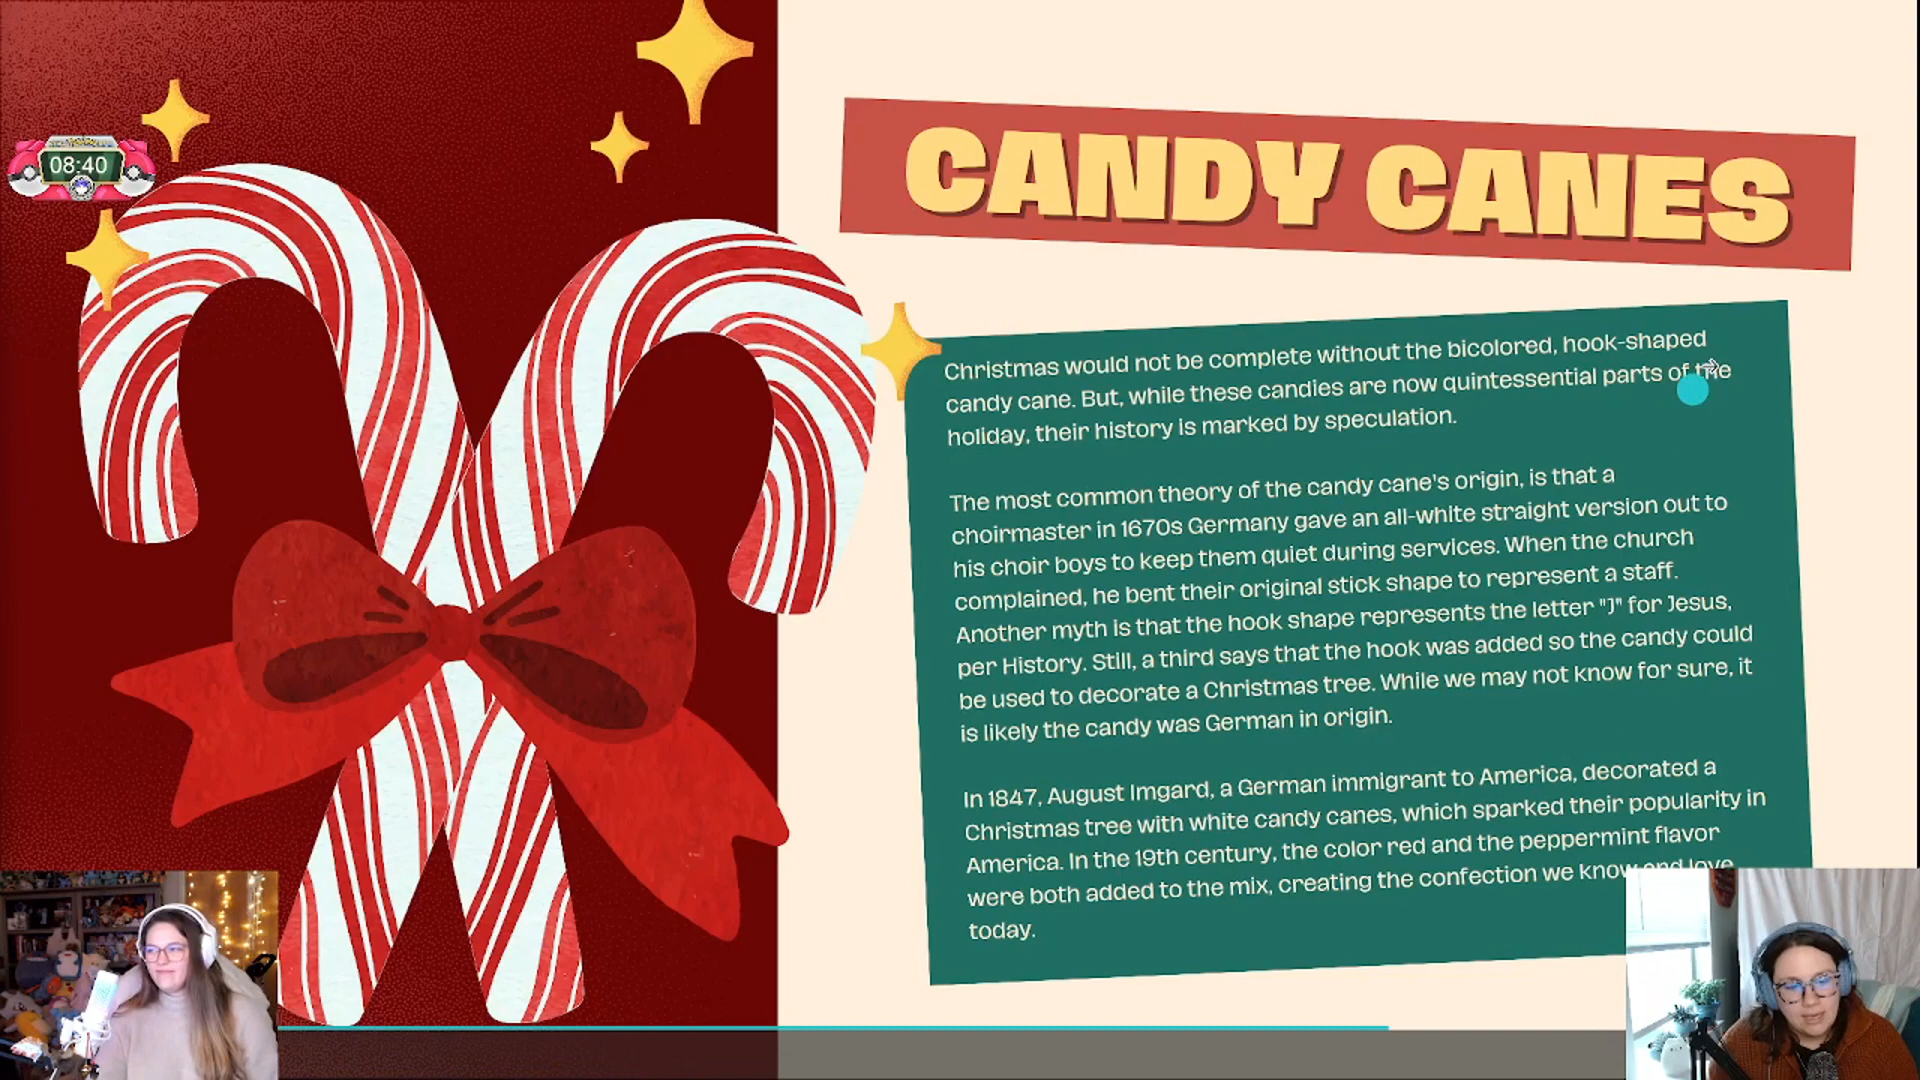 08:40
CANDY CANES
Christmas would not be complete without the bicolored, hook-shaped
candy cane. But, while these candies are now quintessential parts of the
holiday, their history is marked by speculation.
The most common theory of the candy cane's origin, is that a
choirmaster in 1670s Germany gave an all-white straight version out to
his choir boys to keep them quiet during services. When the church
complained, he bent their original stick shape to represent a staff.
Another myth is that the hook shape represents the letter "J" for Jesus,
per History. Still, a third says that the hook was added so the candy could
be used to decorate a Christmas tree. While we may not know for sure, it
is likely the candy was German in origin.
In 1847, August Imgard, a German immigrant to America, decorated a
Christmas tree with white candy canes, which sparked their popularity in
America. In the 19th century, the color red and the peppermint flavor
were both added to the mix, creating the confection we know and love
today.